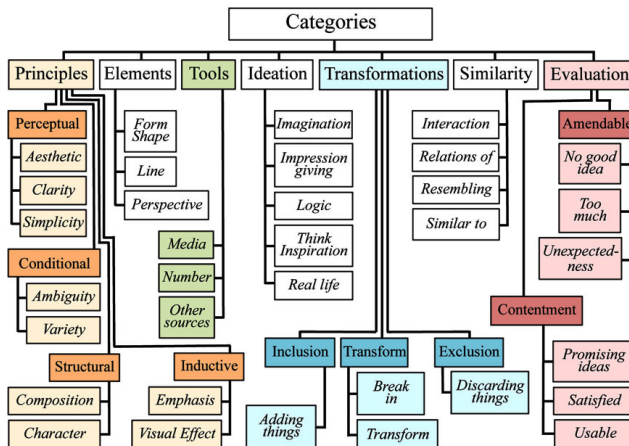 Categories
Principles
Elements
Tools
Ideation
Transformations
Similarity
Evaluation
Perceptual
Aesthetic
Clarity
Simplicity
Conditional
Ambiguity
Variety
Structural
Composition
Character
Inductive
Emphasis
Visual Effect
Form
Shape
Line
Perspective
Media
Number
Other
sources
Imagination
Impression
giving
Logic
Think
Inspiration
Real life
Inclusion
Adding
things
Transform
Break
in
Transform
Exclusion
Discarding
things
Interaction
Relations of
Resembling
Similar to
Amendable
No good
idea
Too
much
Unexpected-
ness
Contentment
Promising
ideas
Satisfied
Usable